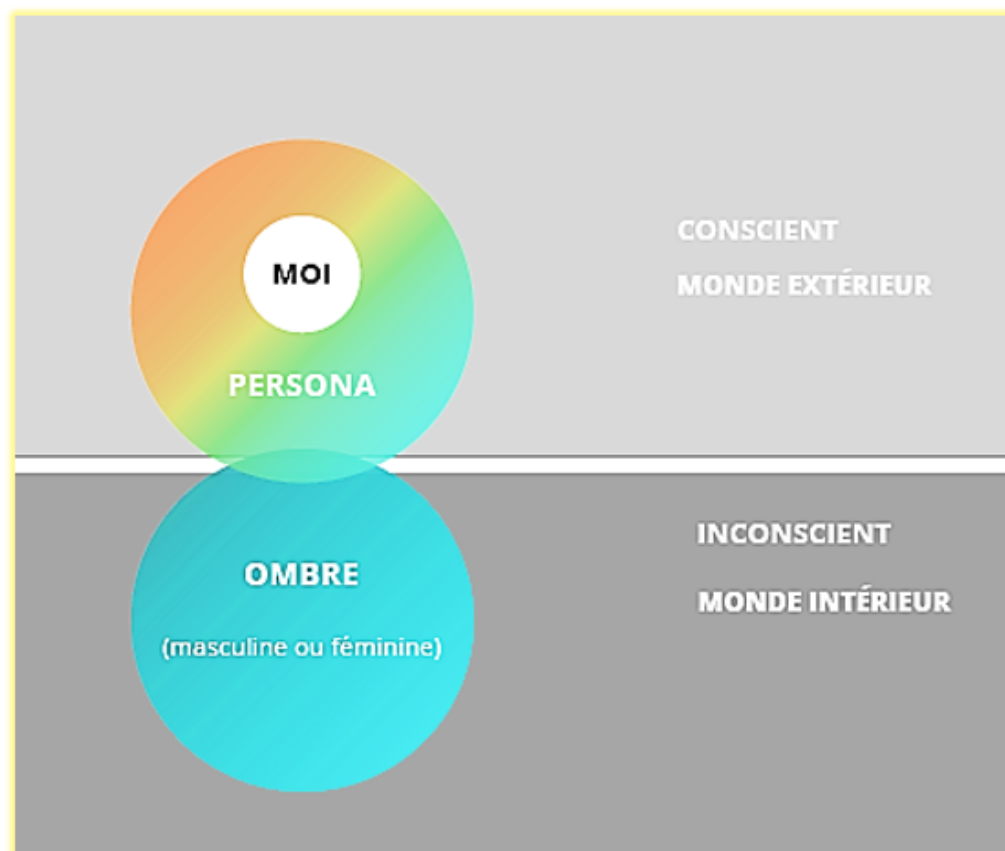 MOI
PERSONA
CONSCIENT
MONDE EXTÉRIEUR
OMBRE
(masculine ou féminine)
INCONSCIENT
MONDE INTÉRIEUR